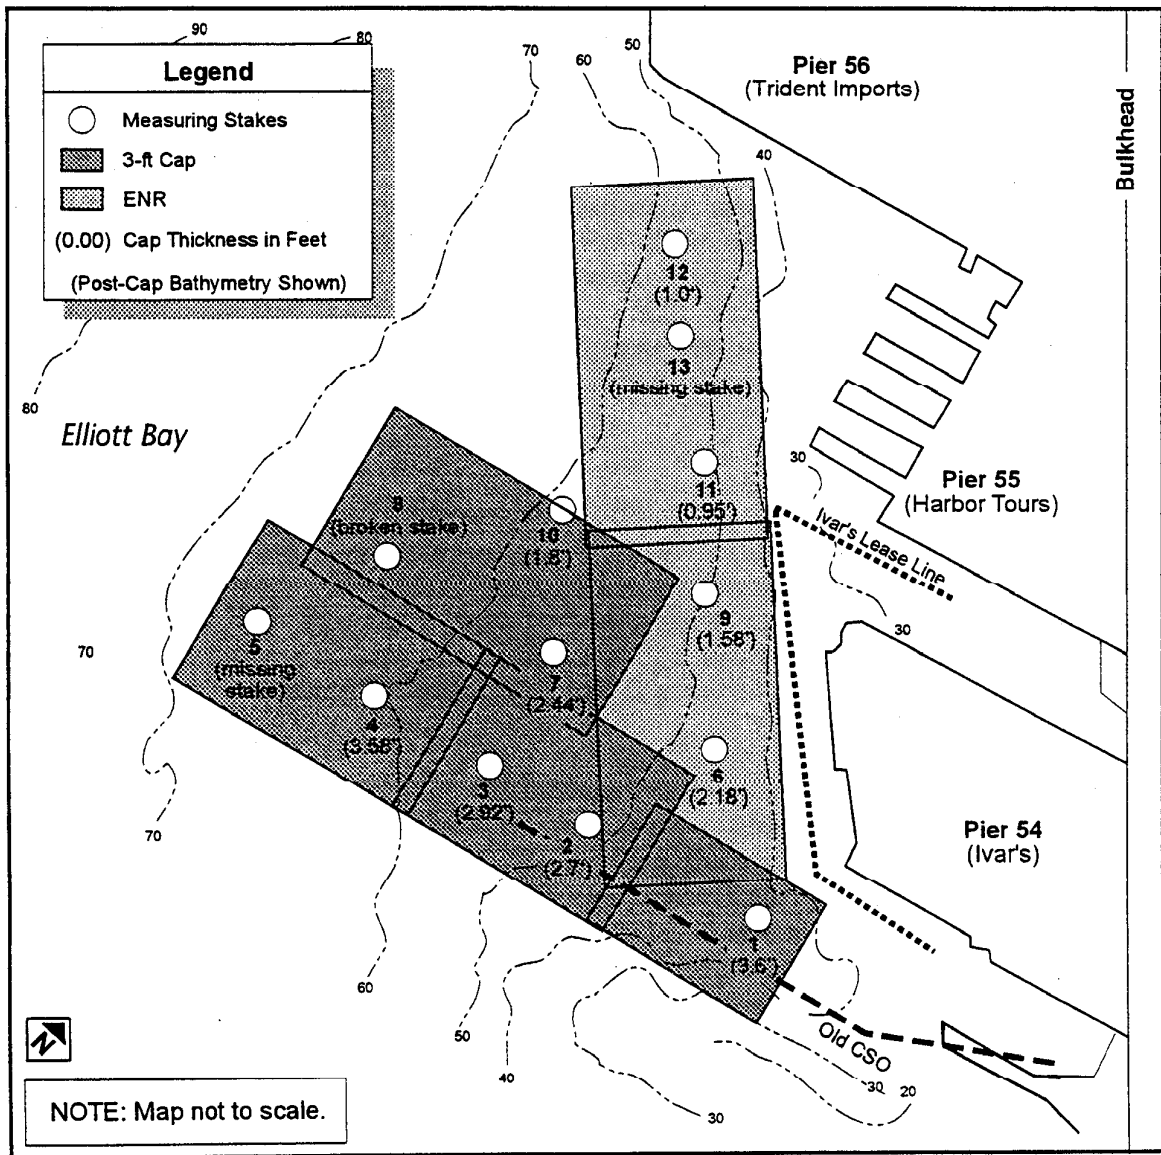 90
80
70
60
50
40
Legend
Measuring Stakes
3-ft Cap
ENR
(0.00) Cap Thickness in Feet
(Post-Cap Bathymetry Shown)
Pier 56
(Trident Imports)
Bulkhead
80
Elliott Bay
12
(1.0')
13
(missing stake)
11
(0.95')
30
Pier 55
(Harbor Tours)
Ivar's Lease Line
8
(broken stake)
10
(1.8')
9
(1.58')
30
70
5
(missing
stake)
7
(2.44')
4
(3.58')
6
(2.18')
3
(2.92')
2
(2.7')
Pier 54
(Ivar's)
70
1
(3.6')
60
50
40
30
Old CSO
30
20
N
NOTE: Map not to scale.